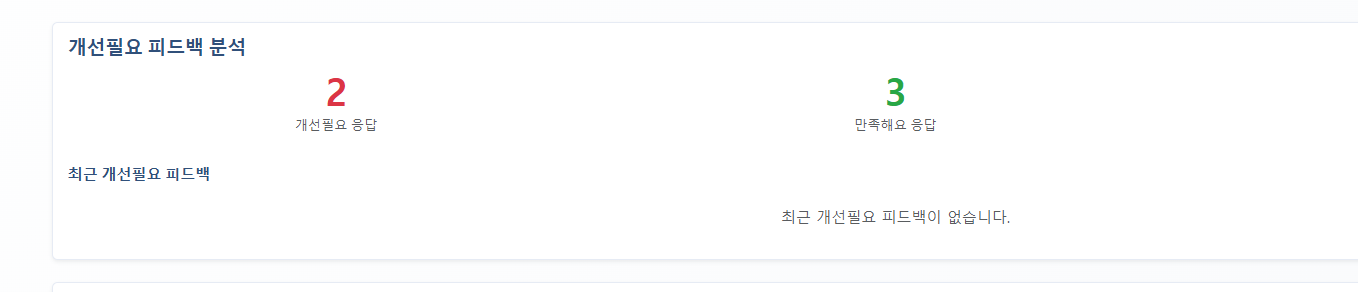 개선필요 피드백 분석
2
3
개선필요 응답
만족해요 응답
최근 개선필요 피드백
최근 개선필요 피드백이 없습니다.